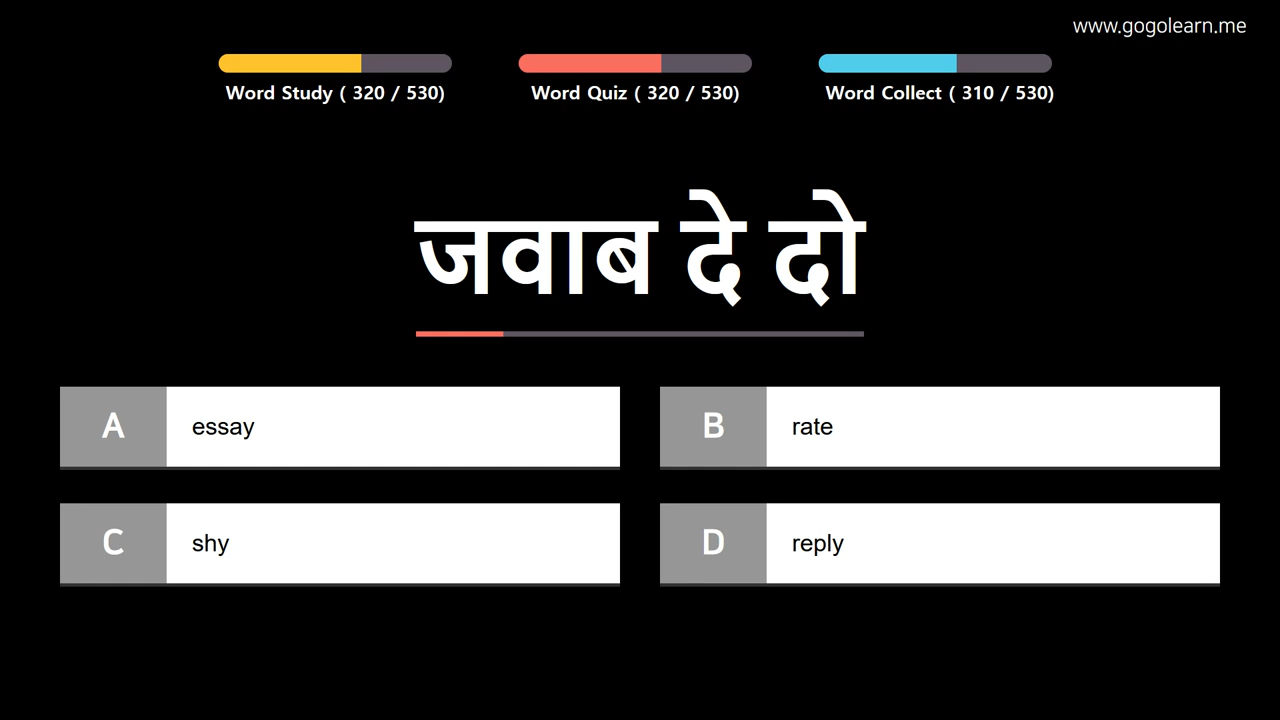 www.gogolearn.me
Word Study ( 320 / 530)
Word Quiz ( 320 / 530)
Word Collect ( 310 / 530)
जवाब दे दो
A essay
B rate
C shy
D reply